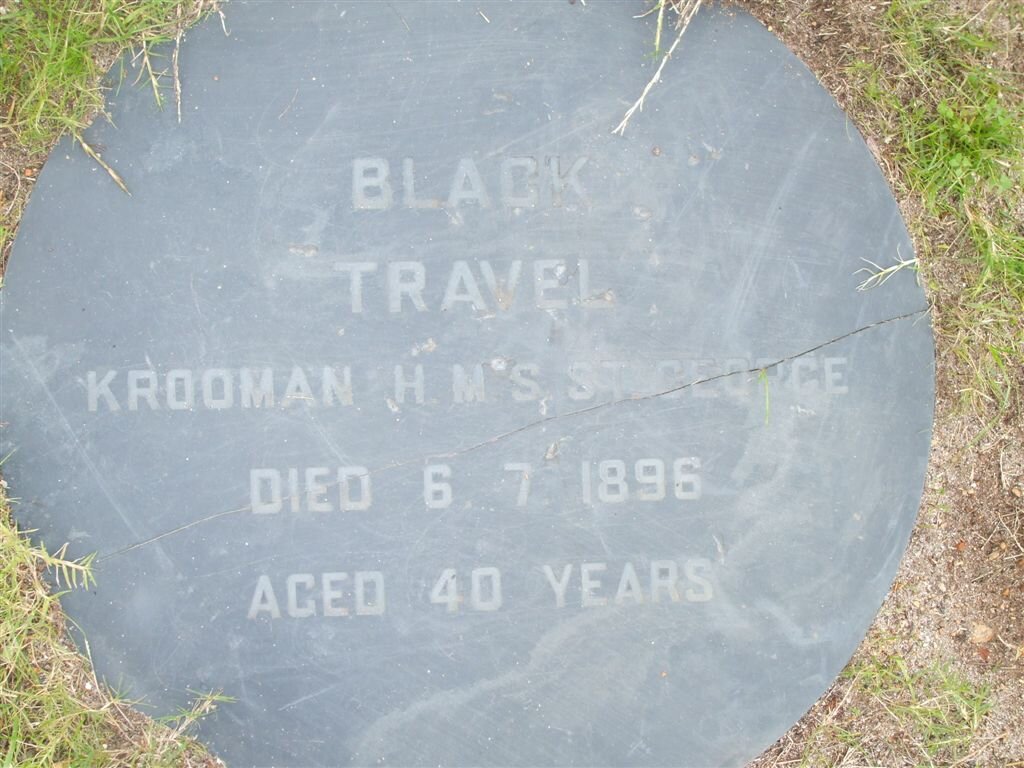 BLACK
TRAVEL
KROOMAN H.M.S. ST. GEORGE
DIED 6 7 1896
AGED 40 YEARS